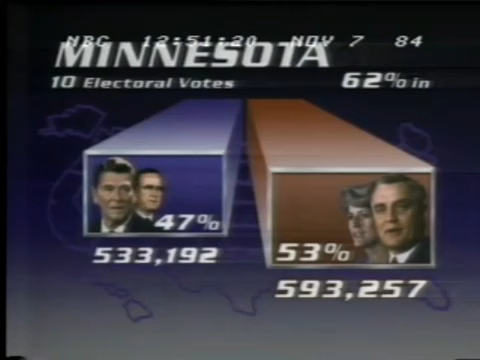 NBC 12:51:20 NOV 7 84
MINNESOTA
10 Electoral Votes 62% in
47% 53%
533,192 593,257